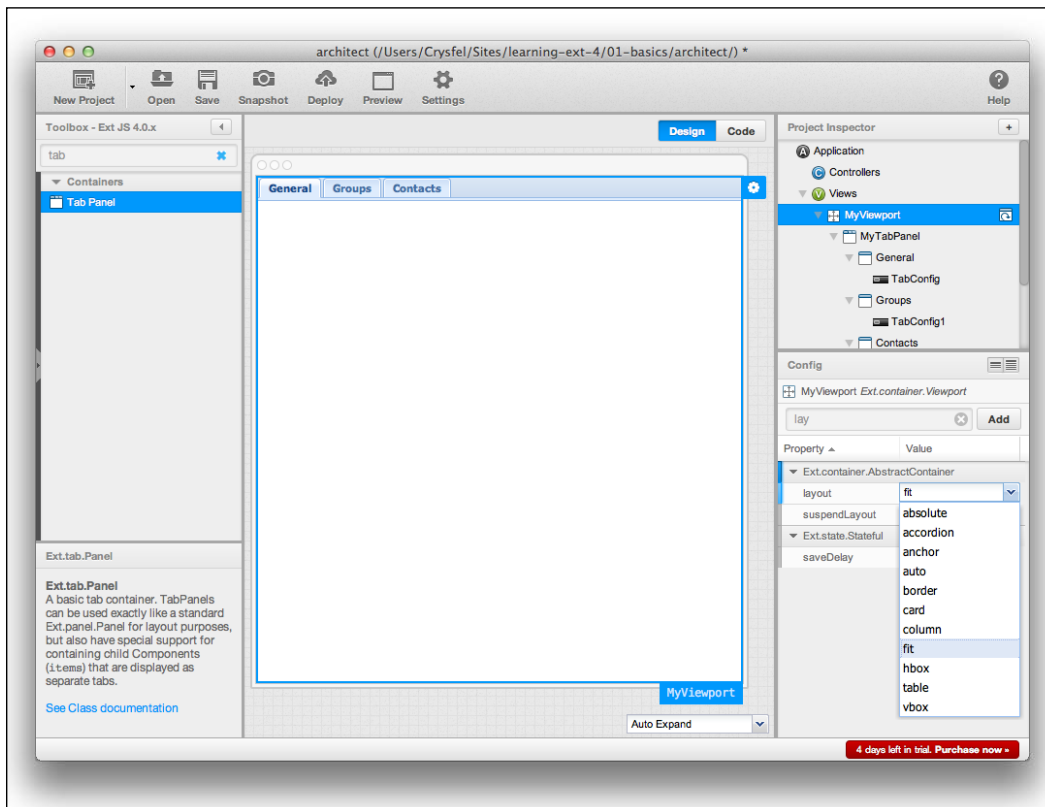 architect (/Users/Crysfel/Sites/learning-ext-4/01-basics/architect/) *
New Project
Open
Save
Snapshot
Deploy
Preview
Settings
Help
Toolbox - Ext JS 4.0.x
tab
Containers
Tab Panel
Ext.tab.Panel
Ext.tab.Panel
A basic tab container. TabPanels
can be used exactly like a standard
Ext.panel.Panel for layout purposes,
but also have special support for
containing child Components
(items) that are displayed as
separate tabs.
See Class documentation
Design
Code
General
Groups
Contacts
MyViewport
Auto Expand
Project Inspector
+
A Application
C Controllers
V Views
MyViewport
MyTabPanel
General
TabConfig
Groups
TabConfig1
Contacts
Config
MyViewport Ext.container.Viewport
lay
Add
Property
Value
Ext.container.AbstractContainer
layout
fit
suspendLayout
Ext.state.Stateful
saveDelay
absolute
accordion
anchor
auto
border
card
column
fit
hbox
table
vbox
4 days left in trial. Purchase now »